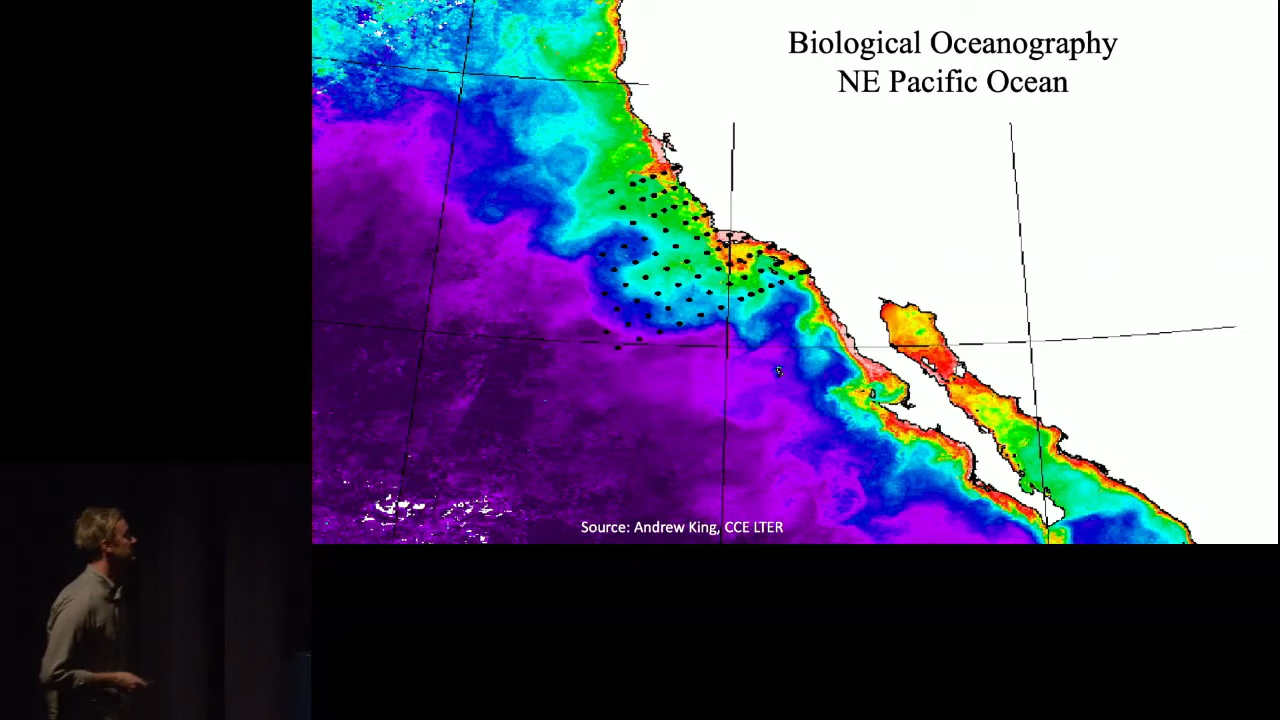 Biological Oceanography
NE Pacific Ocean
Source: Andrew King, CCE LTER